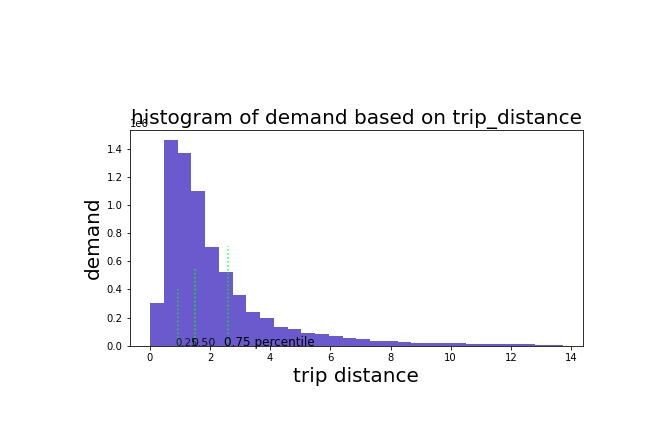 histogram of demand based on trip_distance
1e6
1.4
1.2
1.0
0.8
0.6
0.4
0.2
0.0
demand
0.25
0.50
0.75 percentile
0 2 4 6 8 10 12 14
trip distance